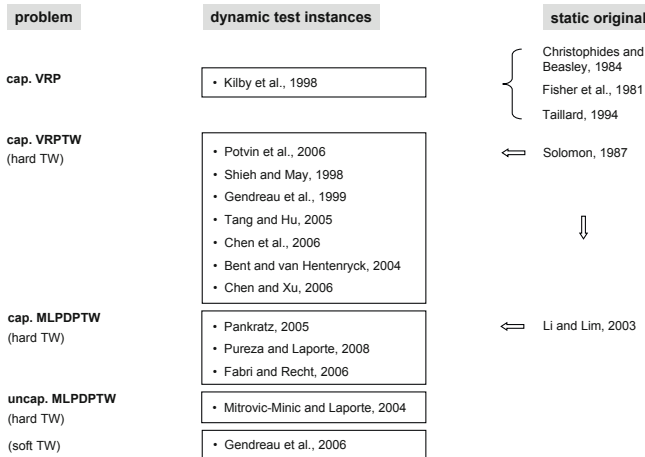 problem
dynamic test instances
static original
cap. VRP
• Kilby et al., 1998
Christophides and
Beasley, 1984
Fisher et al., 1981
Taillard, 1994
cap. VRPTW
(hard TW)
• Potvin et al., 2006
• Shieh and May, 1998
• Gendreau et al., 1999
• Tang and Hu, 2005
• Chen et al., 2006
• Bent and van Hentenryck, 2004
• Chen and Xu, 2006
Solomon, 1987
cap. MLPDPTW
(hard TW)
• Pankratz, 2005
• Pureza and Laporte, 2008
• Fabri and Recht, 2006
Li and Lim, 2003
uncap. MLPDPTW
(hard TW)
• Mitrovic-Minic and Laporte, 2004
(soft TW)
• Gendreau et al., 2006